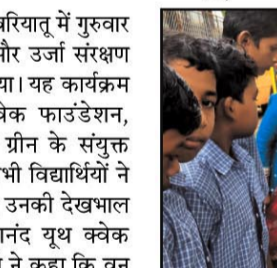 बरियातू में गुरुवार
और उर्जा संरक्षण
या। यह कार्यक्रम
वेक फाउंडेशन,
ग्रीन के संयुक्त
भी विद्यार्थियों ने
उनकी देखभाल
ानंद यूथ क्वेक
ने कहा कि वन